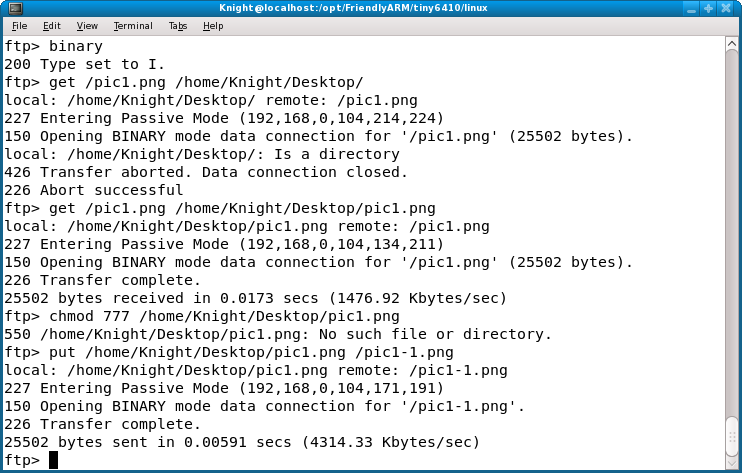 Knight@localhost:/opt/FriendlyARM/tiny6410/linux
File Edit View Terminal Tabs Help
ftp> binary
200 Type set to I.
ftp> get /pic1.png /home/Knight/Desktop/
local: /home/Knight/Desktop/ remote: /pic1.png
227 Entering Passive Mode (192,168,0,104,214,224)
150 Opening BINARY mode data connection for '/pic1.png' (25502 bytes).
local: /home/Knight/Desktop/: Is a directory
426 Transfer aborted. Data connection closed.
226 Abort successful
ftp> get /pic1.png /home/Knight/Desktop/pic1.png
local: /home/Knight/Desktop/pic1.png remote: /pic1.png
227 Entering Passive Mode (192,168,0,104,134,211)
150 Opening BINARY mode data connection for '/pic1.png' (25502 bytes).
226 Transfer complete.
25502 bytes received in 0.0173 secs (1476.92 Kbytes/sec)
ftp> chmod 777 /home/Knight/Desktop/pic1.png
550 /home/Knight/Desktop/pic1.png: No such file or directory.
ftp> put /home/Knight/Desktop/pic1.png /pic1-1.png
local: /home/Knight/Desktop/pic1.png remote: /pic1-1.png
227 Entering Passive Mode (192,168,0,104,171,191)
150 Opening BINARY mode data connection for '/pic1-1.png'.
226 Transfer complete.
25502 bytes sent in 0.00591 secs (4314.33 Kbytes/sec)
ftp>